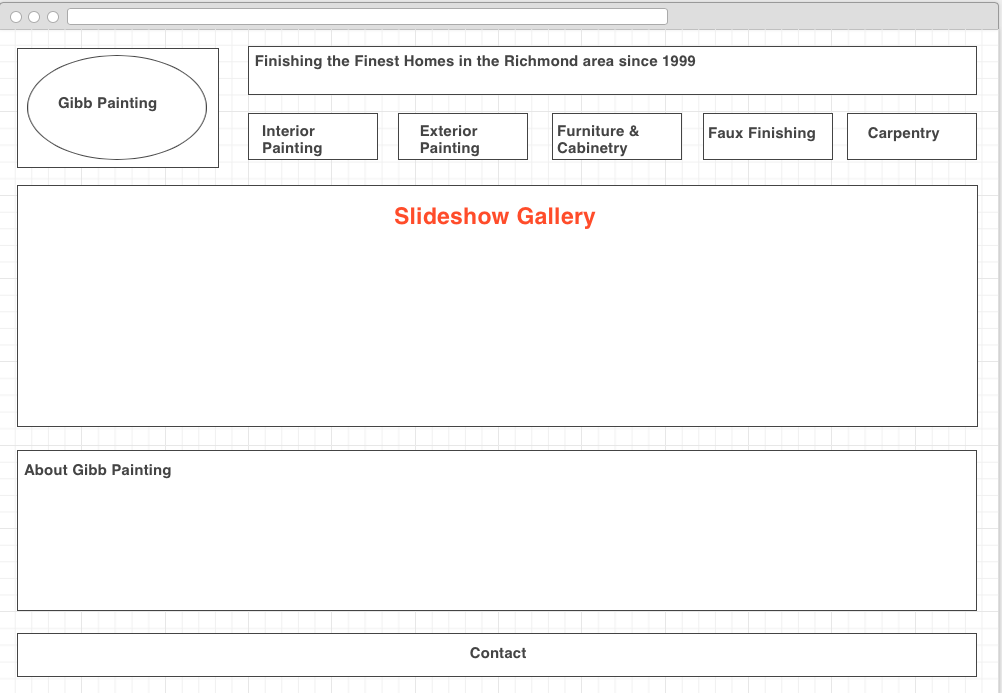 Gibb Painting
Finishing the Finest Homes in the Richmond area since 1999
Interior
Painting
Exterior
Painting
Furniture &
Cabinetry
Faux Finishing
Carpentry
Slideshow Gallery
About Gibb Painting
Contact